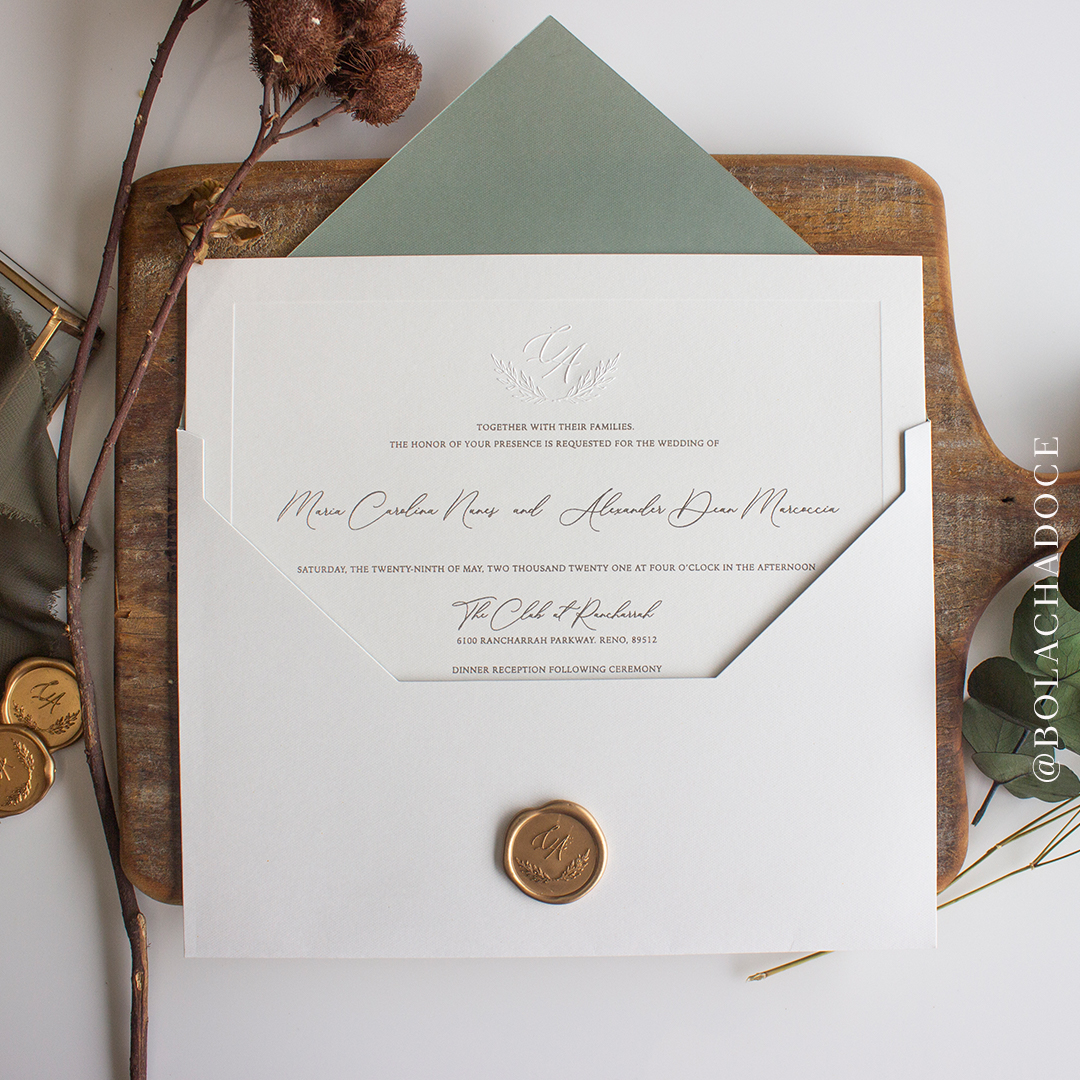 CA
TOGETHER WITH THEIR FAMILIES.
THE HONOR OF YOUR PRESENCE IS REQUESTED FOR THE WEDDING OF
Maria Carolina Nunes and Alexander Dean Marcoccia
SATURDAY, THE TWENTY-NINTH OF MAY, TWO THOUSAND TWENTY ONE AT FOUR O'CLOCK IN THE AFTERNOON
The Club at Rancharrah
6100 RANCHARRAH PARKWAY. RENO, 89512
DINNER RECEPTION FOLLOWING CEREMONY
CA
CA
@BOLACHADOCE